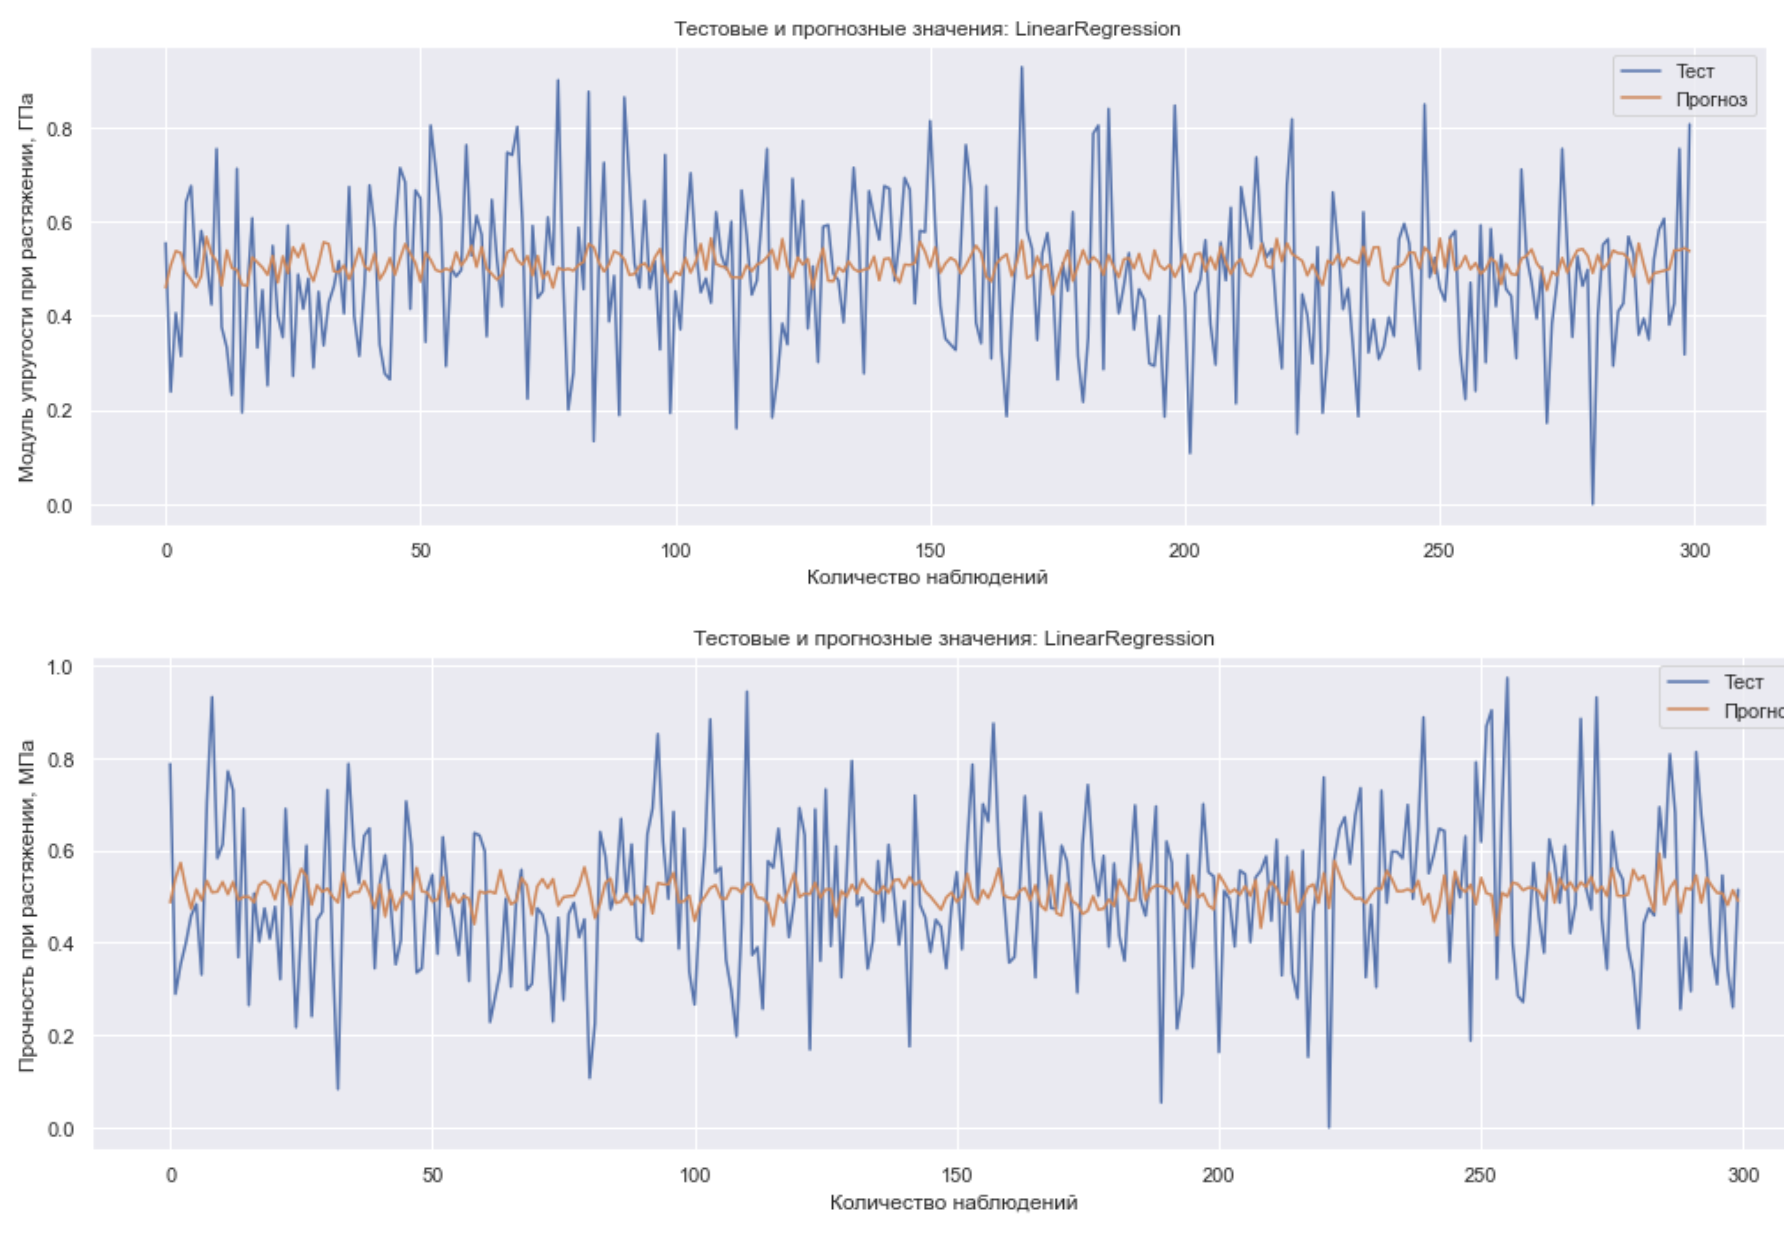 Тестовые и прогнозные значения: LinearRegression
Тест
Прогноз
Модуль упругости при растяжении, ГПа
0.8
0.6
0.4
0.2
0.0
0 50 100 150 200 250 300
Количество наблюдений
Тестовые и прогнозные значения: LinearRegression
Тест
Прогно
Прочность при растяжении, МПа
1.0
0.8
0.6
0.4
0.2
0.0
0 50 100 150 200 250 300
Количество наблюдений